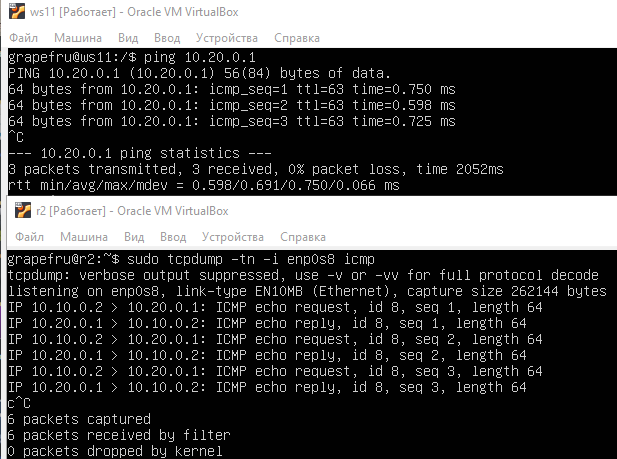 ws11 [Работает] - Oracle VM VirtualBox
Файл Машина Вид Ввод Устройства Справка
grapefru@ws11:/$ ping 10.20.0.1
PING 10.20.0.1 (10.20.0.1) 56(84) bytes of data.
64 bytes from 10.20.0.1: icmp_seq=1 ttl=63 time=0.750 ms
64 bytes from 10.20.0.1: icmp_seq=2 ttl=63 time=0.598 ms
64 bytes from 10.20.0.1: icmp_seq=3 ttl=63 time=0.725 ms
^C
--- 10.20.0.1 ping statistics ---
3 packets transmitted, 3 received, 0% packet loss, time 2052ms
rtt min/avg/max/mdev = 0.598/0.691/0.750/0.066 ms
r2 [Работает] - Oracle VM VirtualBox
Файл Машина Вид Ввод Устройства Справка
grapefru@r2:~$ sudo tcpdump -tn -i enp0s8 icmp
tcpdump: verbose output suppressed, use -v or -vv for full protocol decode
listening on enp0s8, link-type EN10MB (Ethernet), capture size 262144 bytes
IP 10.10.0.2 > 10.20.0.1: ICMP echo request, id 8, seq 1, length 64
IP 10.20.0.1 > 10.10.0.2: ICMP echo reply, id 8, seq 1, length 64
IP 10.10.0.2 > 10.20.0.1: ICMP echo request, id 8, seq 2, length 64
IP 10.20.0.1 > 10.10.0.2: ICMP echo reply, id 8, seq 2, length 64
IP 10.10.0.2 > 10.20.0.1: ICMP echo request, id 8, seq 3, length 64
IP 10.20.0.1 > 10.10.0.2: ICMP echo reply, id 8, seq 3, length 64
c^C
6 packets captured
6 packets received by filter
0 packets dropped by kernel